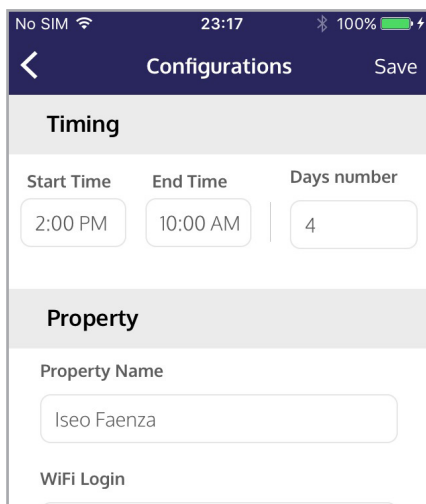 No SIM 23:17 100%
Configurations Save
Timing
Start Time End Time Days number
2:00 PM 10:00 AM 4
Property
Property Name
Iseo Faenza
WiFi Login